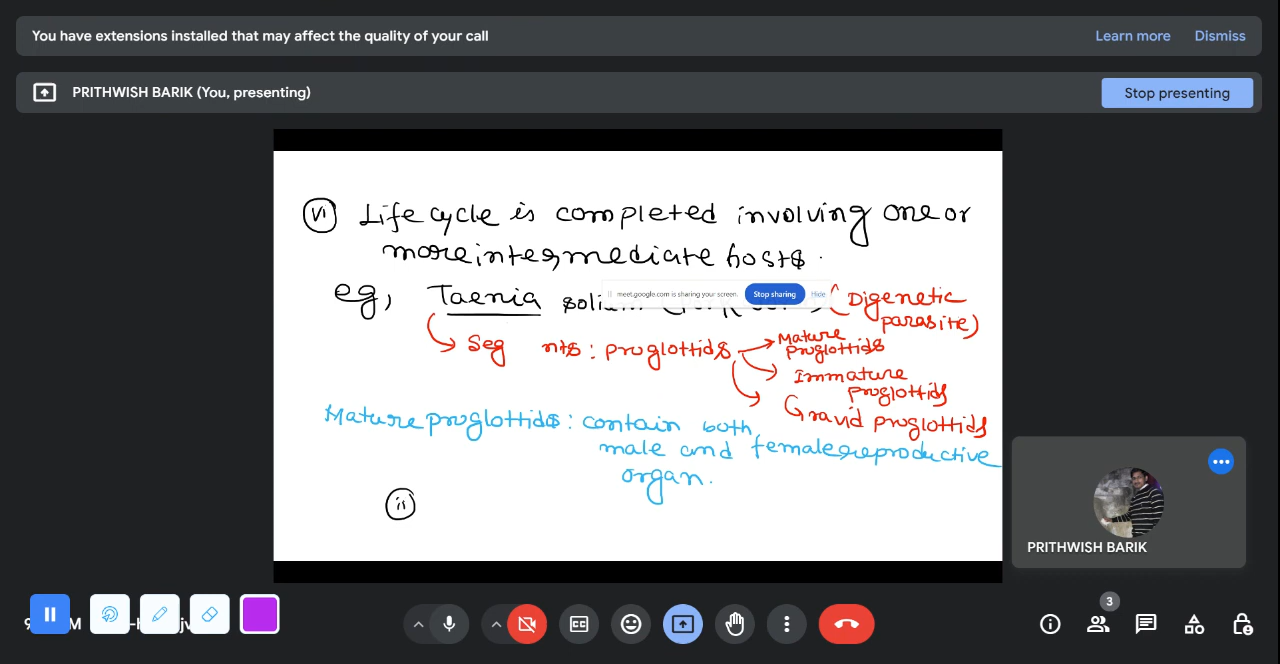 You have extensions installed that may affect the quality of your call
Learn more
Dismiss
PRITHWISH BARIK (You, presenting)
Stop presenting
vi Life cycle is completed involving one or
more intermediate hosts.
eg, Taenia solium
meet.google.com is sharing your screen.
Stop sharing
Hide
(Digenetic
parasite)
Seg nts : proglottids
Mature
proglottids
Immature
proglottids
Gravid proglottids
Mature proglottids : contain both
male and female reproductive
organ.
ii
PRITHWISH BARIK
3